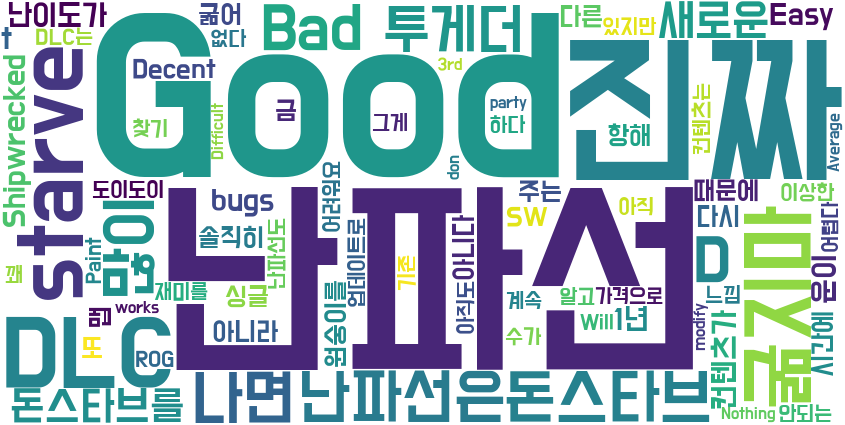 난이도가
굶어
Bad
투게더
다른
있지만
새로운
Easy
t
DLC는
없다
Shipwrecked
starve
Decent
Good
3rd
party
진짜
찾기
금
그게
하다
항해
컨텐츠는
Difficult
don
Average
도이도이
많이
bugs
난파선
어려워요
주는
SW
아직
때문에
이상한
다시
미친물
D
운이
어렵다
솔직히
난파선도
Paint
꽤
재미를
싱글
원숭이를
업데이트로
기존
아직도
아니다
계속
알고
가격으로
느낌
맵
works
DLC
또
ROG
아니라
수가
Will
1년
modify
컨텐츠가
시간에
돈스타브를
나면
난파선은
돈스타브
Nothing
안되는